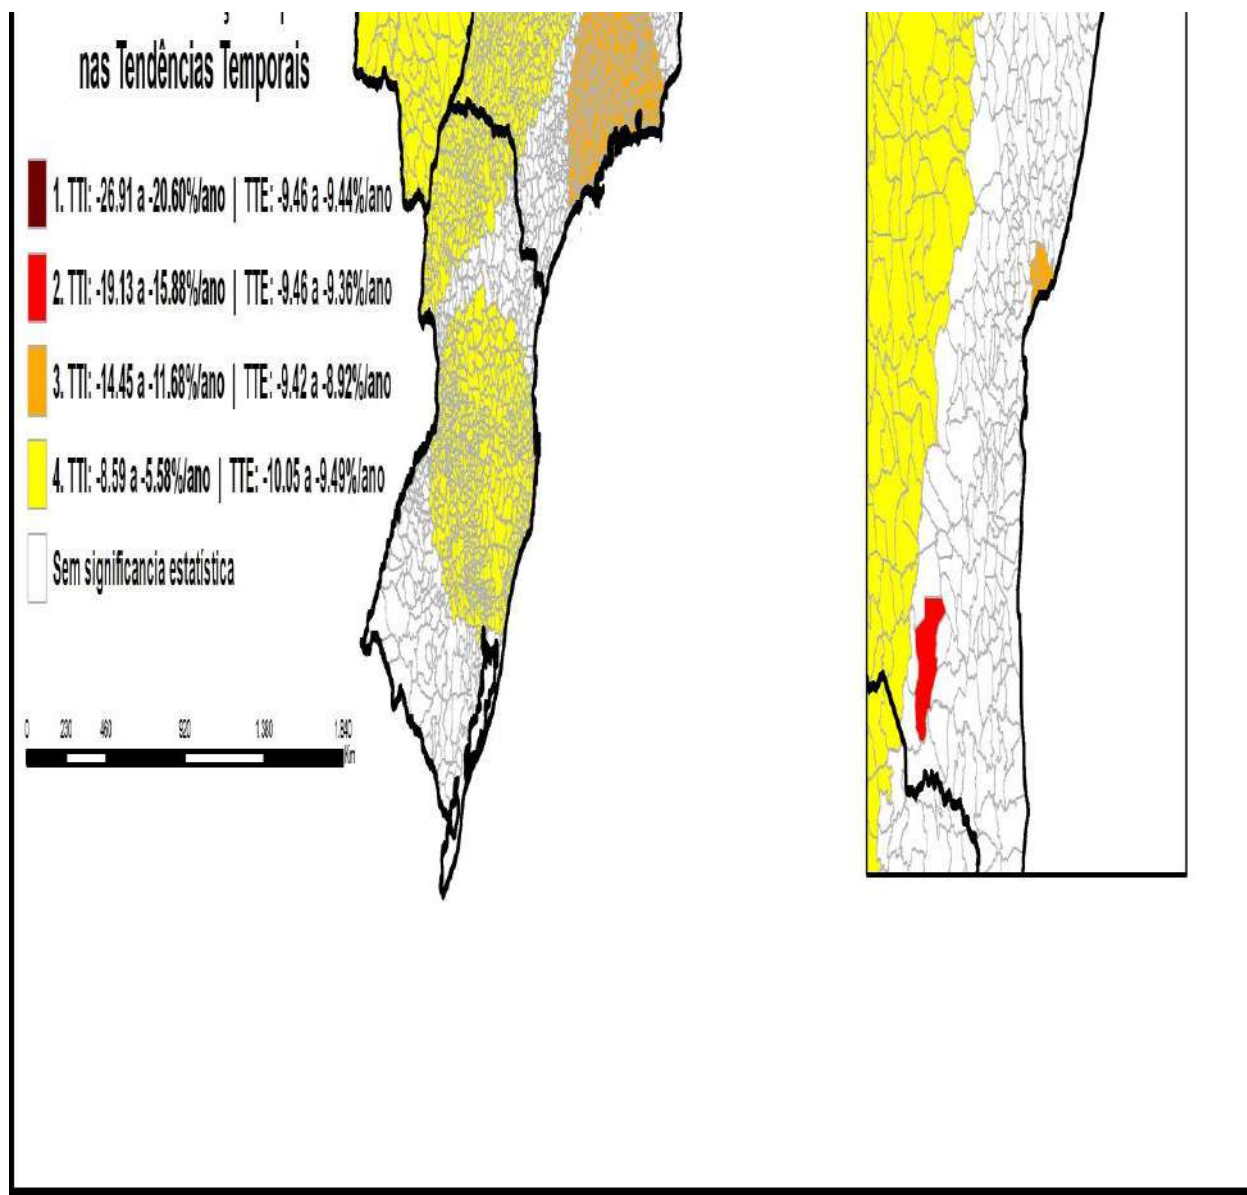 nas Tendências Temporais
1. TTI: -26.91 a -20.60%/ano | TTE: -9.46 a -9.44%/ano
2. TTI: -19.13 a -15.88%/ano | TTE: -9.46 a -9.36%/ano
3. TTI: -14.45 a -11.68%/ano | TTE: -9.42 a -8.92%/ano
4. TTI: -8.59 a -5.58%/ano | TTE: -10.05 a -9.49%/ano
Sem significancia estatística
0 230 460 920 1.380 1.840
Km